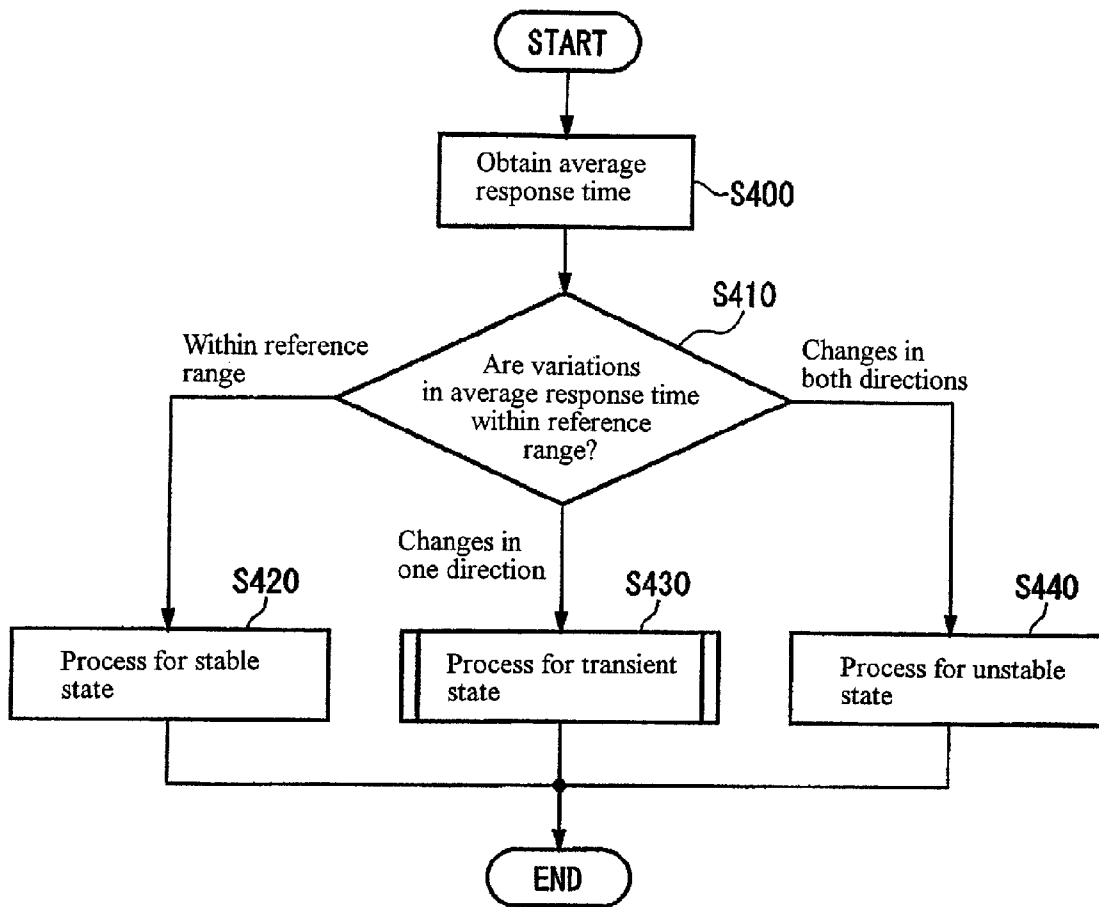 START
Obtain average
response time
S400
S410
Are variations
in average response time
within reference
range?
Within reference
range
Changes in
both directions
Changes in
one direction
S420
Process for stable
state
S430
Process for transient
state
S440
Process for unstable
state
END